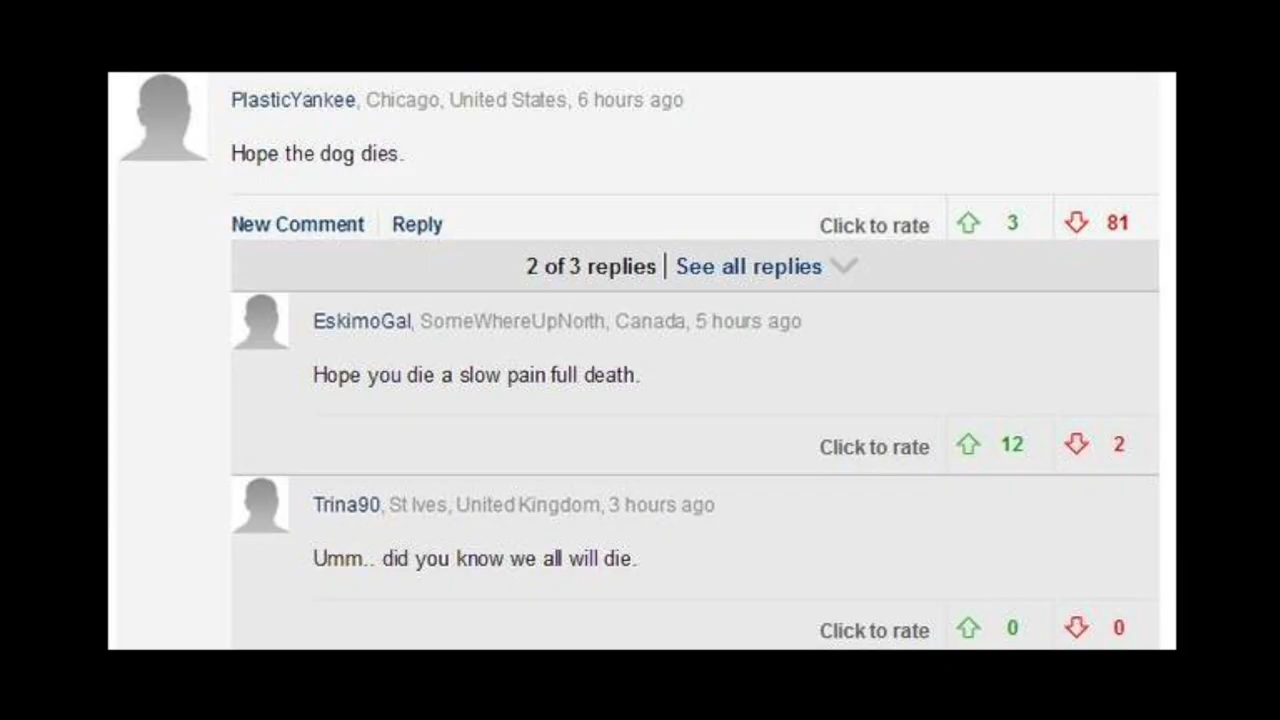 PlasticYankee, Chicago, United States, 6 hours ago
Hope the dog dies.
New Comment Reply Click to rate 3 81
2 of 3 replies | See all replies
EskimoGal, SomeWhereUpNorth, Canada, 5 hours ago
Hope you die a slow pain full death.
Click to rate 12 2
Trina90, St Ives, United Kingdom, 3 hours ago
Umm.. did you know we all will die.
Click to rate 0 0